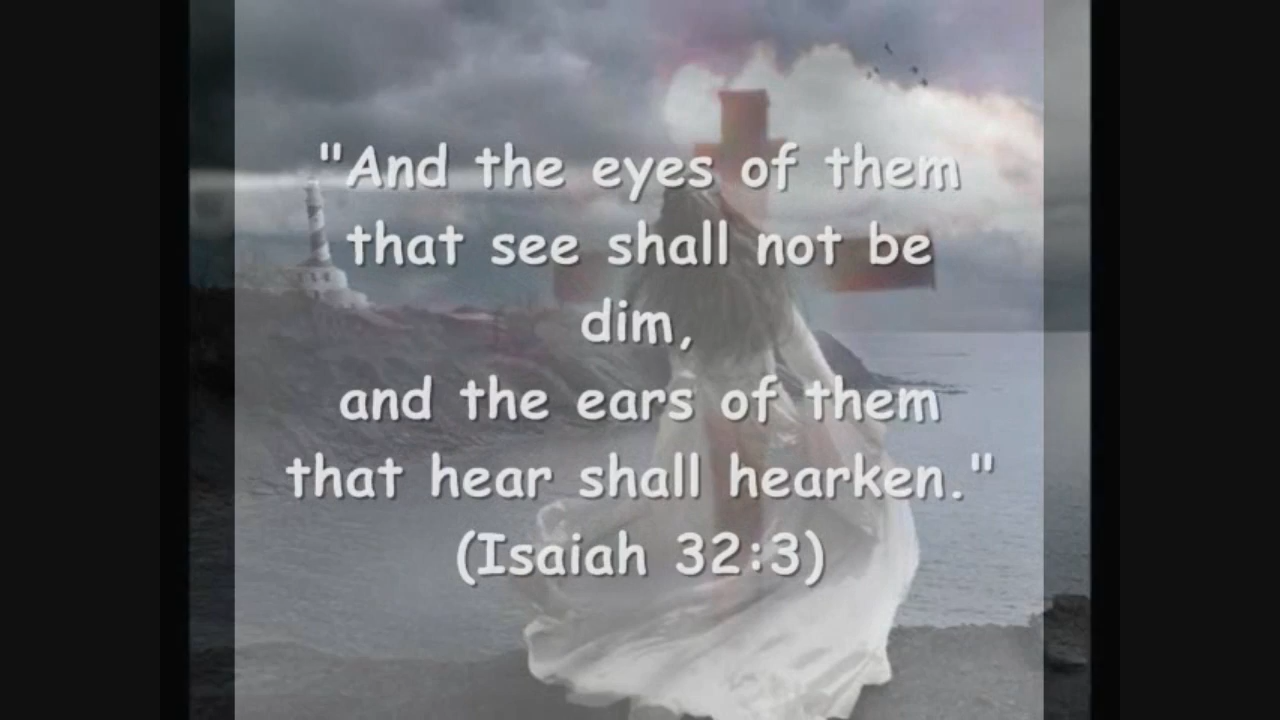 "And the eyes of them
that see shall not be
dim,
and the ears of them
that hear shall hearken."
(Isaiah 32:3)